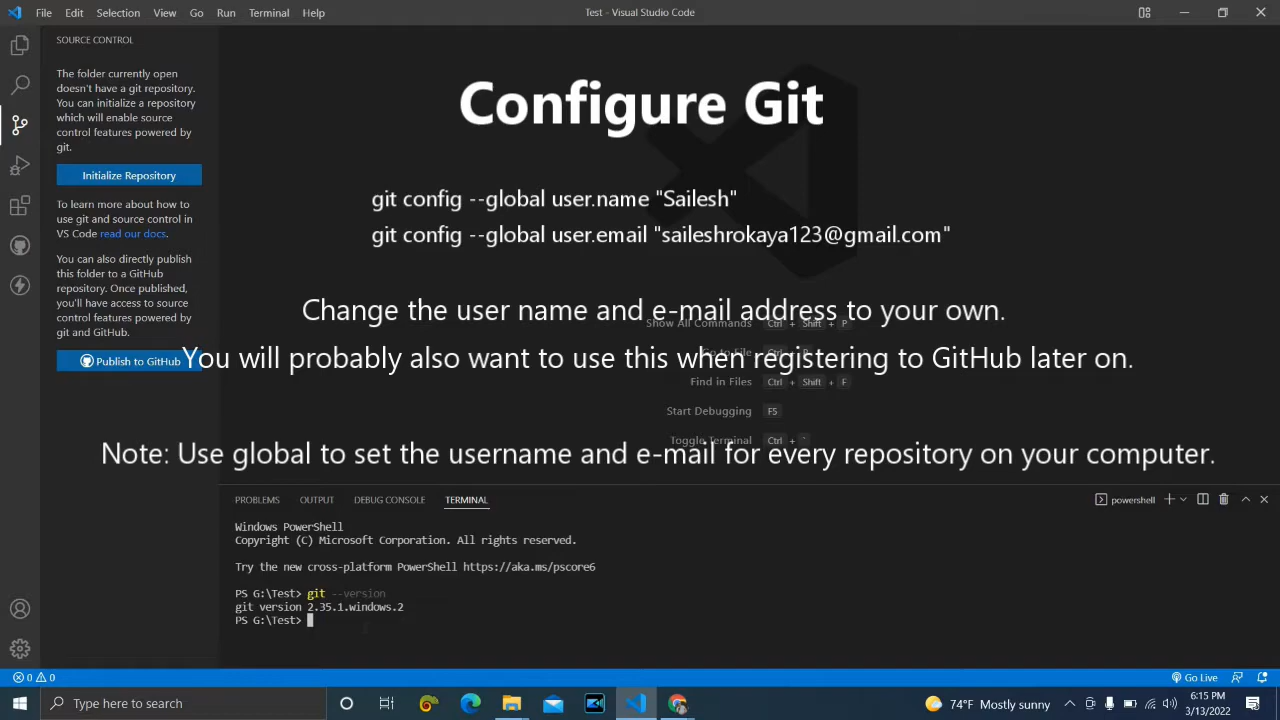 File Edit Selection View Go Run Terminal Help
Test - Visual Studio Code
SOURCE CONTROL
The folder currently open
doesn't have a git repository.
You can initialize a repository
which will enable source
control features powered by
git.
Initialize Repository
To learn more about how to
use git and source control in
VS Code read our docs.
You can also directly publish
this folder to a GitHub
repository. Once published,
you'll have access to source
control features powered by
git and GitHub.
Publish to GitHub
Configure Git
git config --global user.name "Sailesh"
git config --global user.email "saileshrokaya123@gmail.com"
Change the user name and e-mail address to your own.
Show All Commands Ctrl + Shift + P
You will probably also want to use this when registering to GitHub later on.
Go to File Ctrl +
Find in Files Ctrl + Shift + F
Start Debugging F5
Toggle Terminal Ctrl + `
Note: Use global to set the username and e-mail for every repository on your computer.
PROBLEMS OUTPUT DEBUG CONSOLE TERMINAL
powershell
Windows PowerShell
Copyright (C) Microsoft Corporation. All rights reserved.
Try the new cross-platform PowerShell https://aka.ms/pscore6
PS G:\Test> git --version
git version 2.35.1.windows.2
PS G:\Test>
0 0
Go Live
Type here to search
74°F Mostly sunny
6:15 PM
3/13/2022